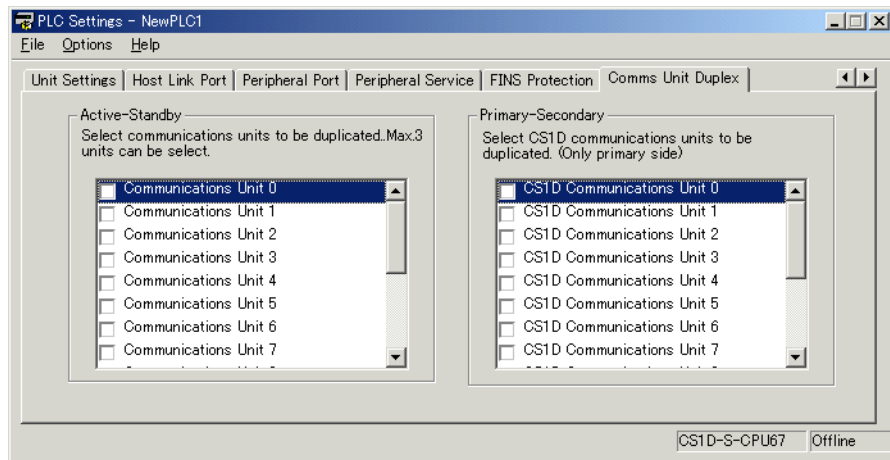 PLC Settings - NewPLC1
File Options Help
Unit Settings Host Link Port Peripheral Port Peripheral Service FINS Protection Comms Unit Duplex
Active-Standby
Select communications units to be duplicated..Max.3
units can be select.
Communications Unit 0
Communications Unit 1
Communications Unit 2
Communications Unit 3
Communications Unit 4
Communications Unit 5
Communications Unit 6
Communications Unit 7
Primary-Secondary
Select CS1D communications units to be
duplicated. (Only primary side)
CS1D Communications Unit 0
CS1D Communications Unit 1
CS1D Communications Unit 2
CS1D Communications Unit 3
CS1D Communications Unit 4
CS1D Communications Unit 5
CS1D Communications Unit 6
CS1D Communications Unit 7
CS1D-S-CPU67 Offline